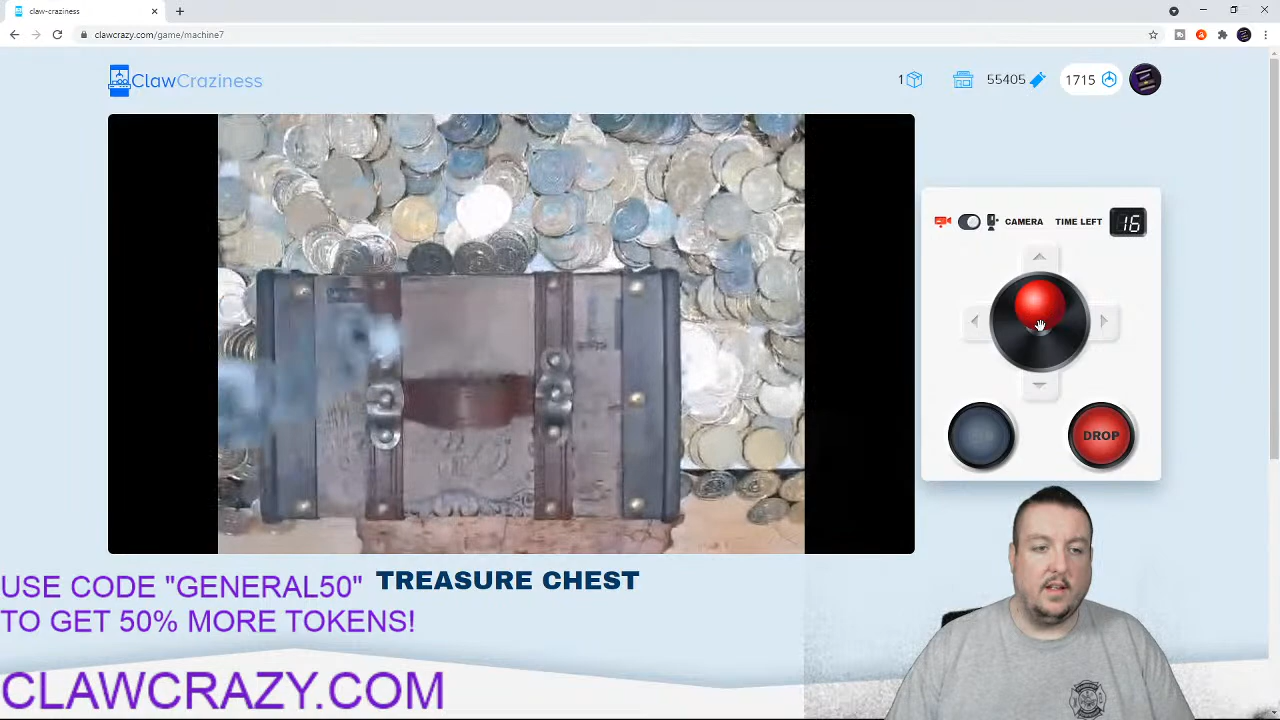 claw-craziness
clawcrazy.com/game/machine7
ClawCraziness
1
55405
1715
CAMERA
TIME LEFT
16
DROP
TREASURE CHEST
USE CODE "GENERAL50"
TO GET 50% MORE TOKENS!
CLAWCRAZY.COM